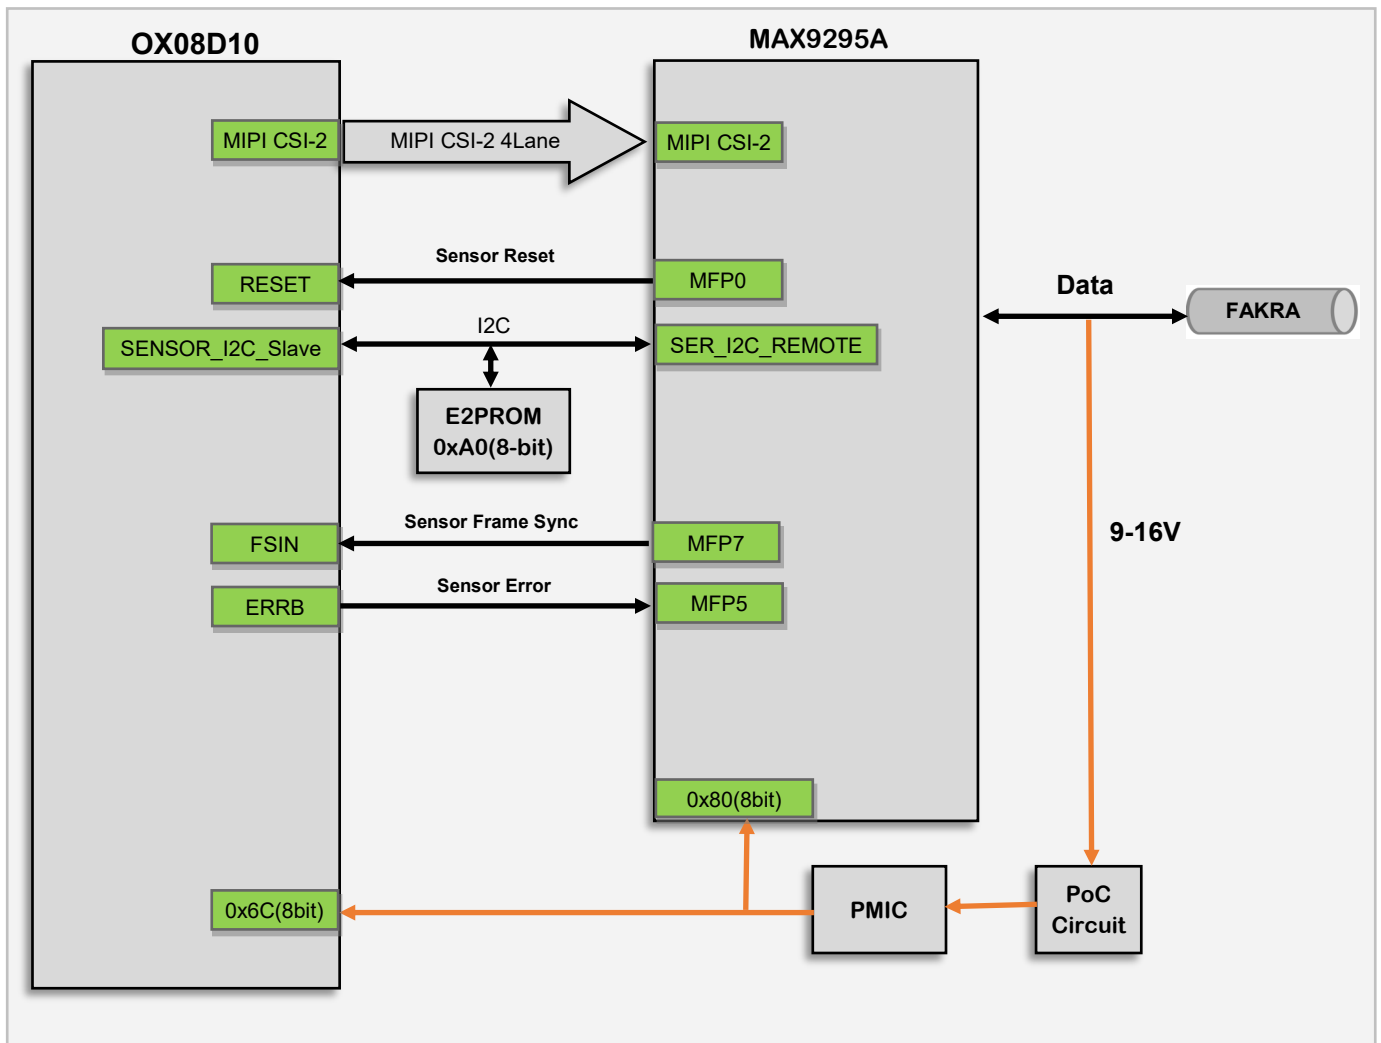 OX08D10
MAX9295A
MIPI CSI-2
MIPI CSI-2 4Lane
MIPI CSI-2
Sensor Reset
RESET
MFP0
Data
FAKRA
I2C
SENSOR_I2C_Slave
SER_I2C_REMOTE
E2PROM
0xA0(8-bit)
Sensor Frame Sync
FSIN
MFP7
9-16V
Sensor Error
ERRB
MFP5
0x80(8bit)
0x6C(8bit)
PMIC
PoC
Circuit